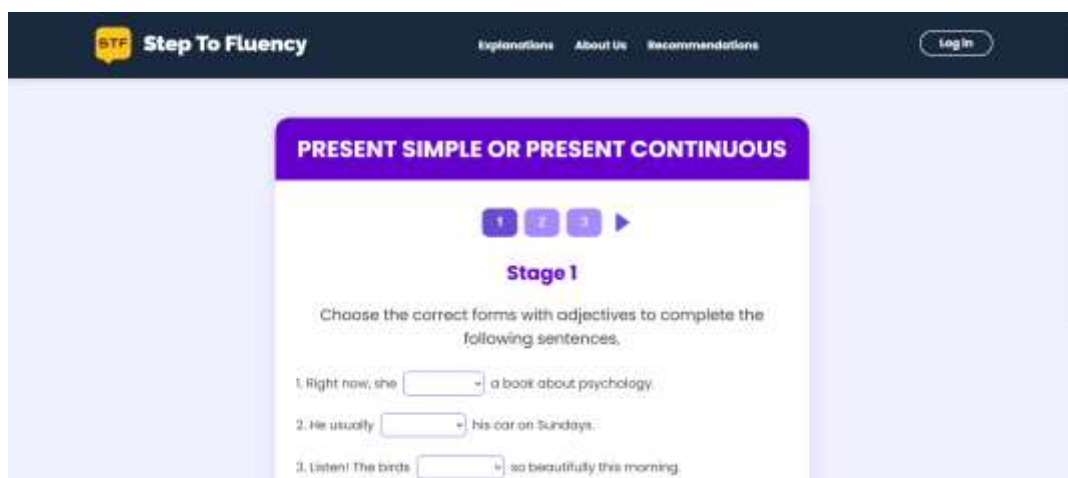 STF Step To Fluency Explanations About Us Recommendations Log in
PRESENT SIMPLE OR PRESENT CONTINUOUS
1 2 3
Stage 1
Choose the correct forms with adjectives to complete the
following sentences.
1. Right now, she a book about psychology.
2. He usually his car on Sundays.
3. Listen! The birds so beautifully this morning.